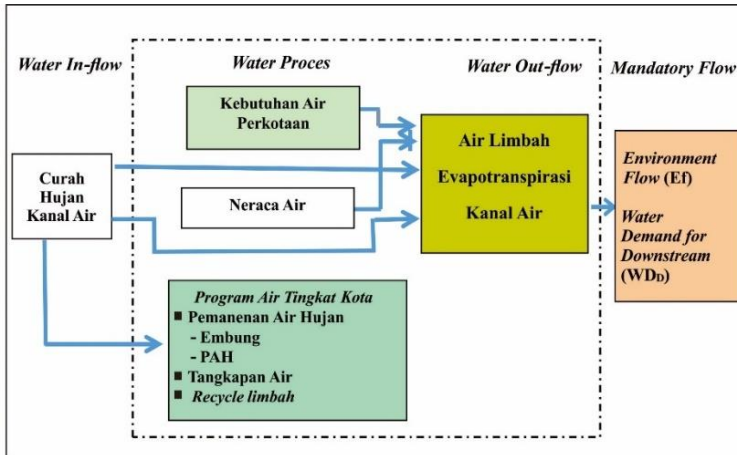 Water In-flow
Water Proces
Water Out-flow
Mandatory Flow
Kebutuhan Air
Perkotaan
Curah
Hujan
Kanal Air
Neraca Air
Air Limbah
Evapotranspirasi
Kanal Air
Environment
Flow (Ef)
Water
Demand for
Downstream
(WDD)
Program Air Tingkat Kota
■ Pemanenan Air Hujan
- Embung
- PAH
■ Tangkapan Air
■ Recycle limbah